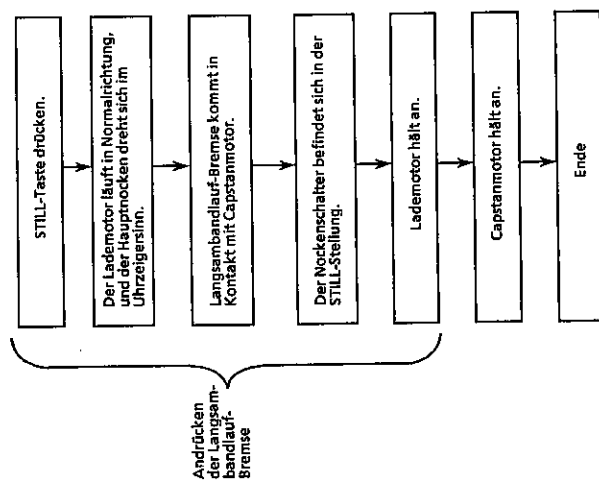 STILL-Taste drücken.
Der Lademotor läuft in Normalrichtung,
und der Hauptnocken dreht sich im
Uhrzeigersinn.
Langsambandlauf-Bremse kommt in
Kontakt mit Capstanmotor.
Der Nockenschalter befindet sich in der
STILL-Stellung.
Lademotor hält an.
Capstanmotor hält an.
Ende
Andrücken
der Langsam-
bandlauf-
Bremse